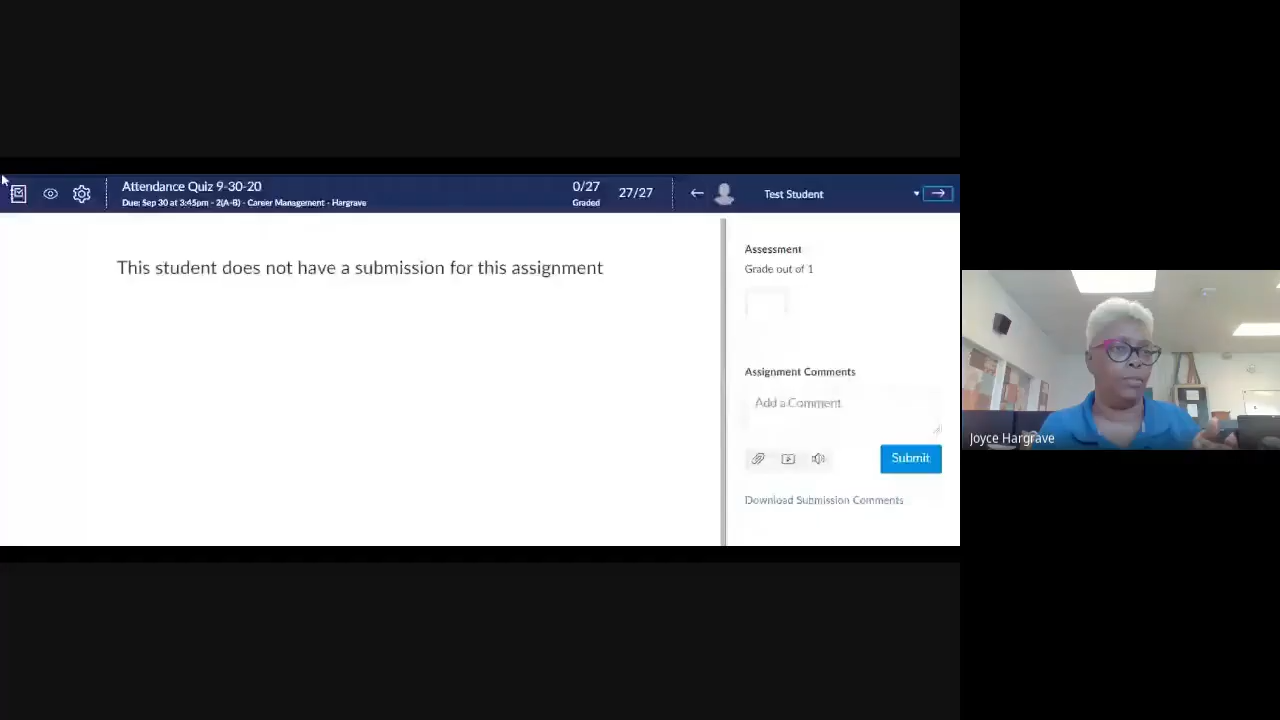 Attendance Quiz 9-30-20
Due: Sep 30 at 3:45pm - 2(A-B) - Career Management - Hargrave
0/27
Graded
27/27
Test Student
This student does not have a submission for this assignment
Assessment
Grade out of 1
Assignment Comments
Add a Comment
Submit
Download Submission Comments
Joyce Hargrave